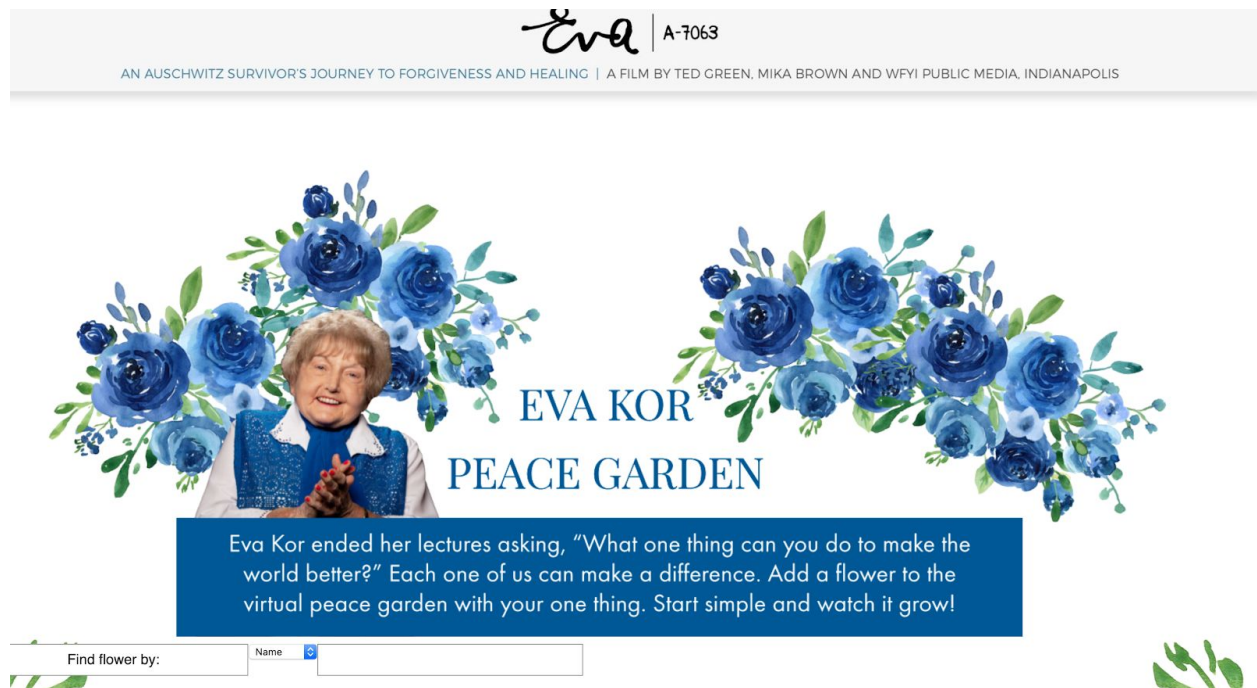 Eva | A-7063
AN AUSCHWITZ SURVIVOR'S JOURNEY TO FORGIVENESS AND HEALING | A FILM BY TED GREEN, MIKA BROWN AND WFYI PUBLIC MEDIA, INDIANAPOLIS
EVA KOR
PEACE GARDEN
Eva Kor ended her lectures asking, “What one thing can you do to make the
world better?” Each one of us can make a difference. Add a flower to the
virtual peace garden with your one thing. Start simple and watch it grow!
Find flower by: Name